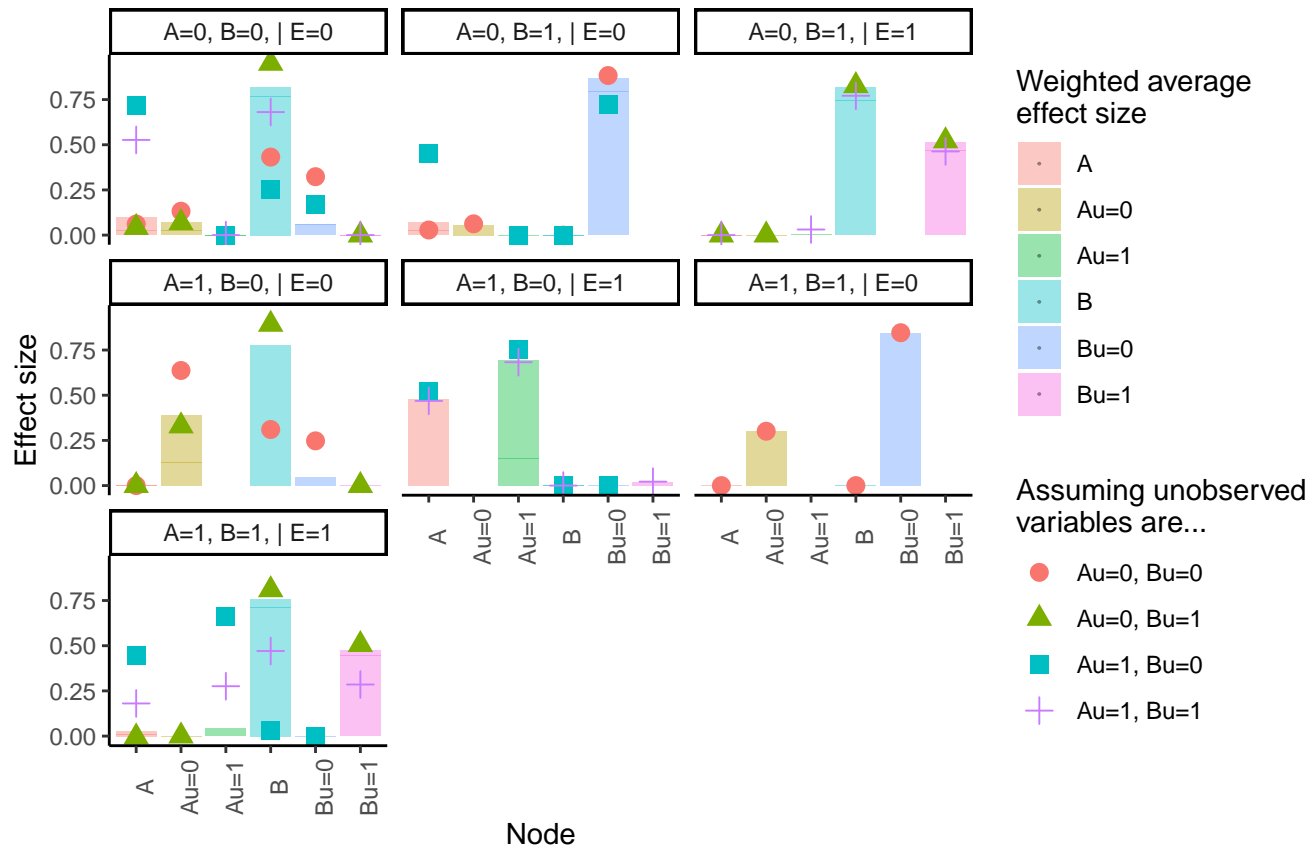 A=0, B=0, | E=0
A=0, B=1, | E=0
A=0, B=1, | E=1
0.75
0.50
0.25
0.00
A=1, B=0, | E=0
A=1, B=0, | E=1
A=1, B=1, | E=0
0.75
0.50
0.25
0.00
A
Au=0
Au=1
B
Bu=0
Bu=1
A
Au=0
Au=1
B
Bu=0
Bu=1
A=1, B=1, | E=1
0.75
0.50
0.25
0.00
A
Au=0
Au=1
B
Bu=0
Bu=1
Effect size
Node
Weighted average
effect size
A
Au=0
Au=1
B
Bu=0
Bu=1
Assuming unobserved
variables are...
Au=0, Bu=0
Au=0, Bu=1
Au=1, Bu=0
Au=1, Bu=1